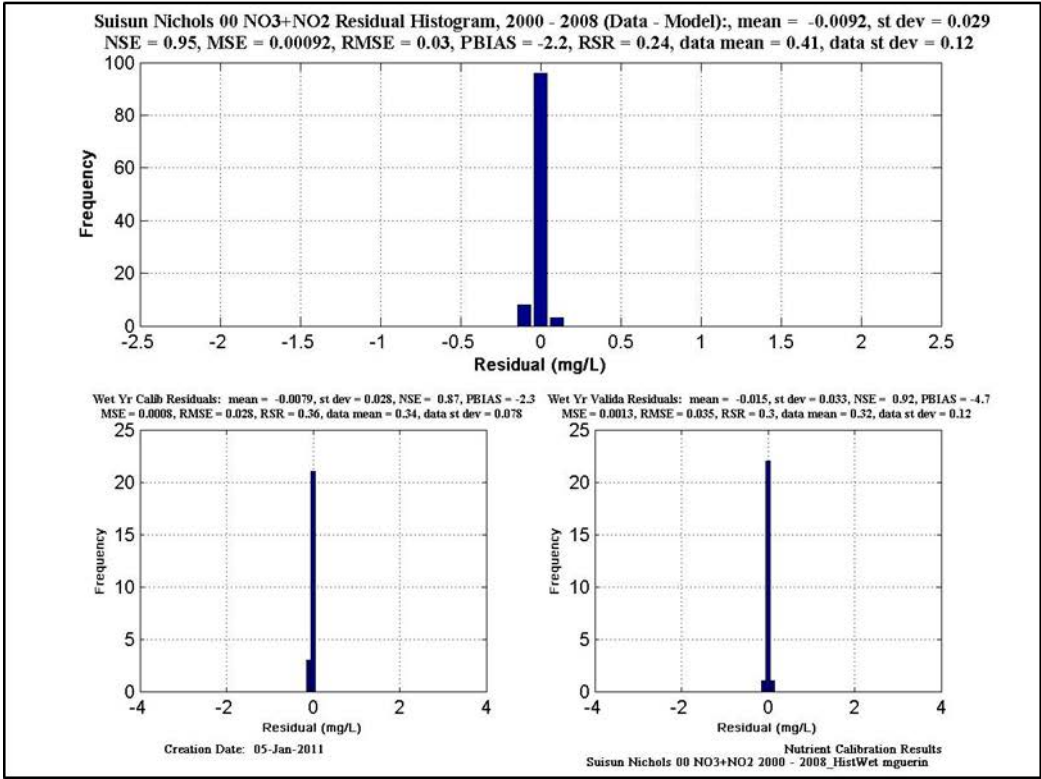 Suisun Nichols 00 NO3+NO2 Residual Histogram, 2000 - 2008 (Data - Model):, mean = -0.0092, st dev = 0.029
NSE = 0.95, MSE = 0.00092, RMSE = 0.03, PBIAS = -2.2, RSR = 0.24, data mean = 0.41, data st dev = 0.12
100
80
60
40
20
0
Frequency
-2.5 -2 -1.5 -1 -0.5 0 0.5 1 1.5 2 2.5
Residual (mg/L)
Wet Yr Calib Residuals: mean = -0.0079, st dev = 0.028, NSE = 0.87, PBIAS = -2.3
MSE = 0.0008, RMSE = 0.028, RSR = 0.36, data mean = 0.34, data st dev = 0.078
25
20
15
10
5
0
Frequency
-4 -2 0 2 4
Residual (mg/L)
Wet Yr Valida Residuals: mean = -0.015, st dev = 0.033, NSE = 0.92, PBIAS = -4.7
MSE = 0.0013, RMSE = 0.035, RSR = 0.3, data mean = 0.32, data st dev = 0.12
25
20
15
10
5
0
Frequency
-4 -2 0 2 4
Residual (mg/L)
Creation Date: 05-Jan-2011
Nutrient Calibration Results
Suisun Nichols 00 NO3+NO2 2000 - 2008_HistWet mguerin